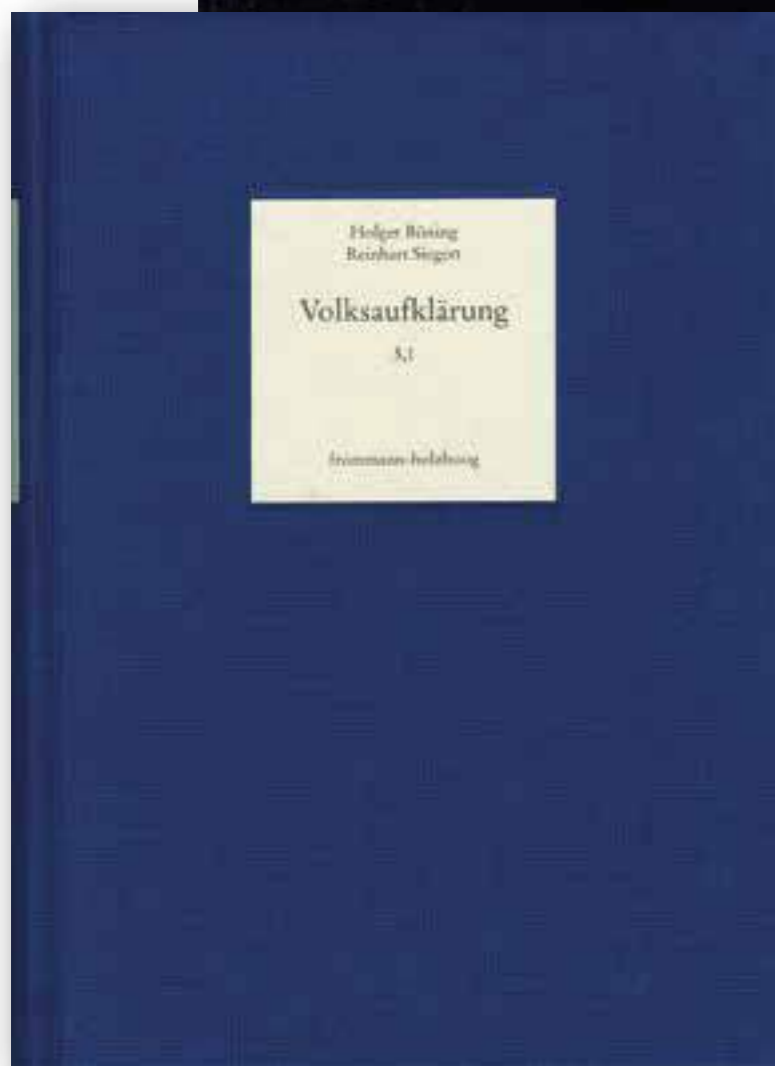 Holger Böning
Reinhart Siegert
Volksaufklärung
3,1
frommann-holzboog